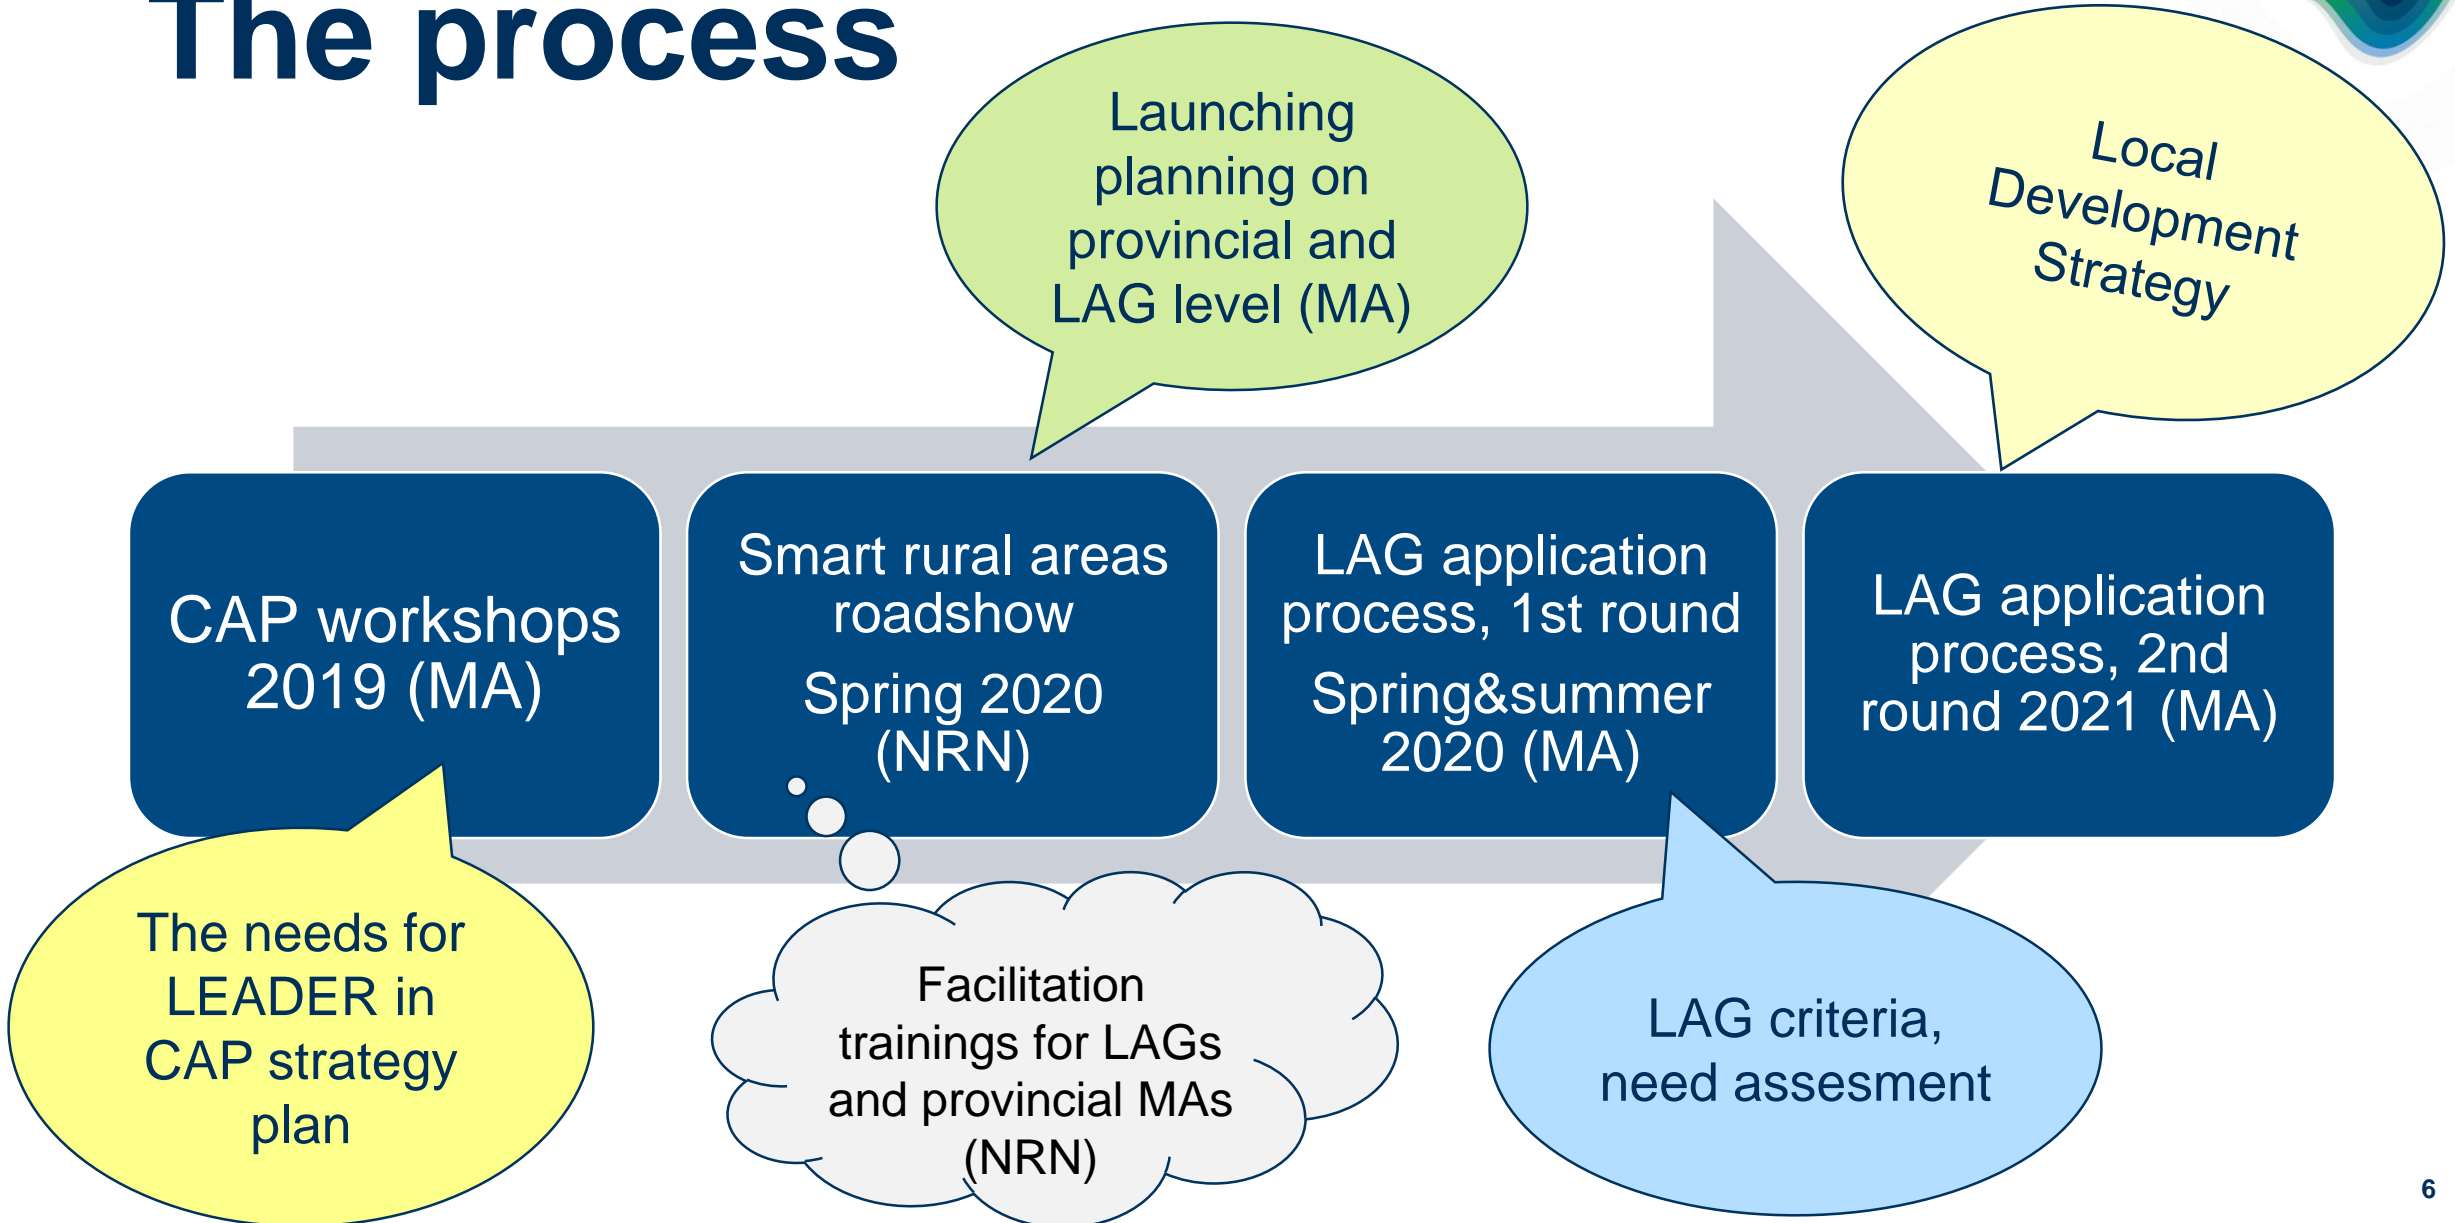 The process
Launching
planning on
provincial and
LAG level (MA)
Local
Development
Strategy
CAP workshops
2019 (MA)
Smart rural areas
roadshow
Spring 2020
(NRN)
LAG application
process, 1st round
Spring&summer
2020 (MA)
LAG application
process, 2nd
round 2021 (MA)
The needs for
LEADER in
CAP strategy
plan
Facilitation
trainings for LAGs
and provincial MAs
(NRN)
LAG criteria,
need assesment
6